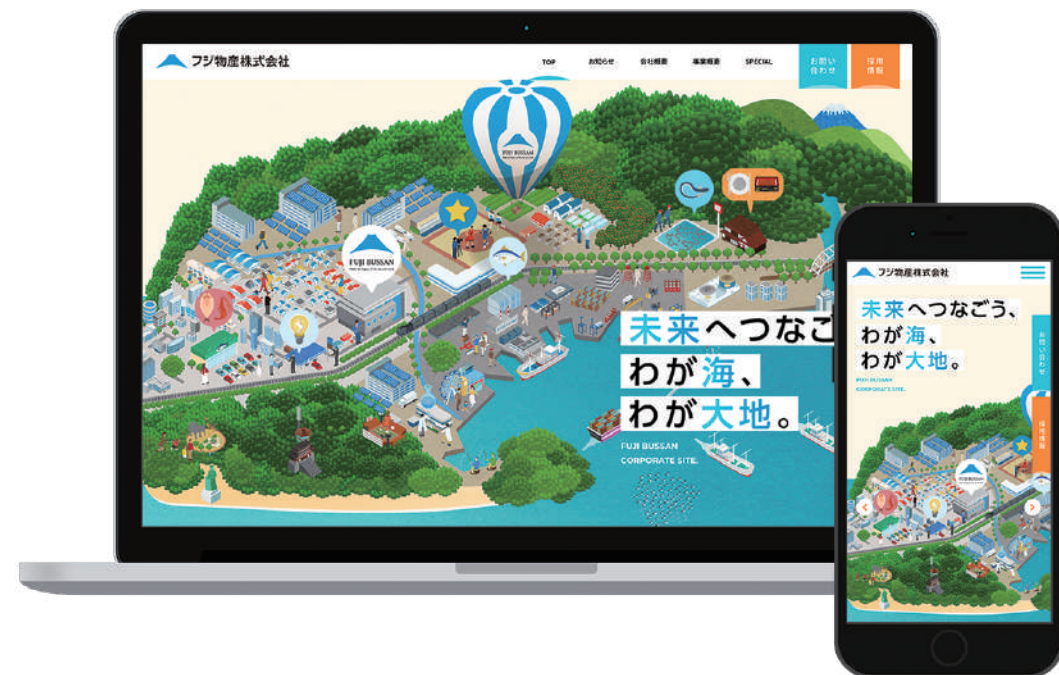 フジ物産株式会社
TOP お知らせ 会社概要 事業概要 SPECIAL
お問い
合わせ
採用
情報
FUJI BUSSAN
FUJI BUSSAN
未来へつなご
わが海、
わが大地。
FUJI BUSSAN
CORPORATE SITE.
フジ物産株式会社
未来へつなごう、
わが海、
わが大地。
FUJI BUSSAN
CORPORATE SITE.
お問い合わせ
採用情報
FUJI BUSSAN